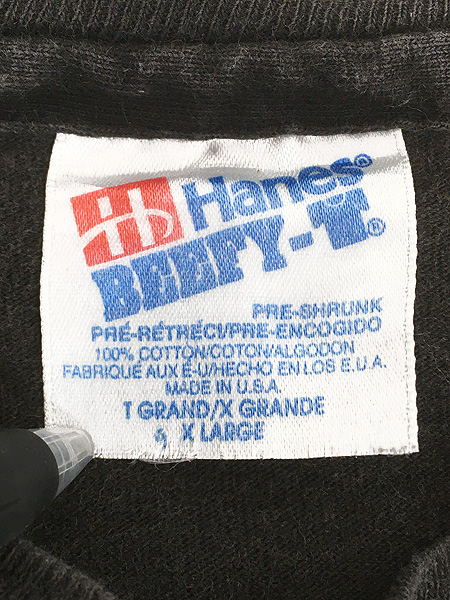 H Hanes®
BEEFY-T®
PRE-SHRUNK
PRÉ-RÉTRÉCI/PRE-ENCOGIDO
100% COTTON/COTON/ALGODON
FABRIQUE AUX É-U/HECHO EN LOS E.U.A.
MADE IN U.S.A.
T GRAND/X GRANDE
X LARGE